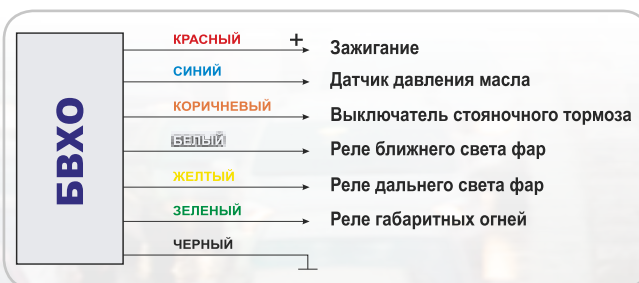 БВХО
КРАСНЫЙ + Зажигание
СИНИЙ Датчик давления масла
КОРИЧНЕВЫЙ Выключатель стояночного тормоза
БЕЛЫЙ Реле ближнего света фар
ЖЕЛТЫЙ Реле дальнего света фар
ЗЕЛЕНЫЙ Реле габаритных огней
ЧЕРНЫЙ